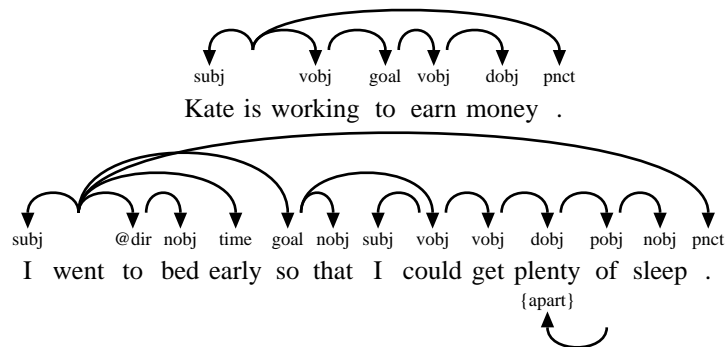 subj vobj goal vobj dobj pnct
Kate is working to earn money .
subj @dir nobj time goal nobj subj vobj vobj dobj pobj nobj pnct
I went to bed early so that I could get plenty of sleep .
{apart}